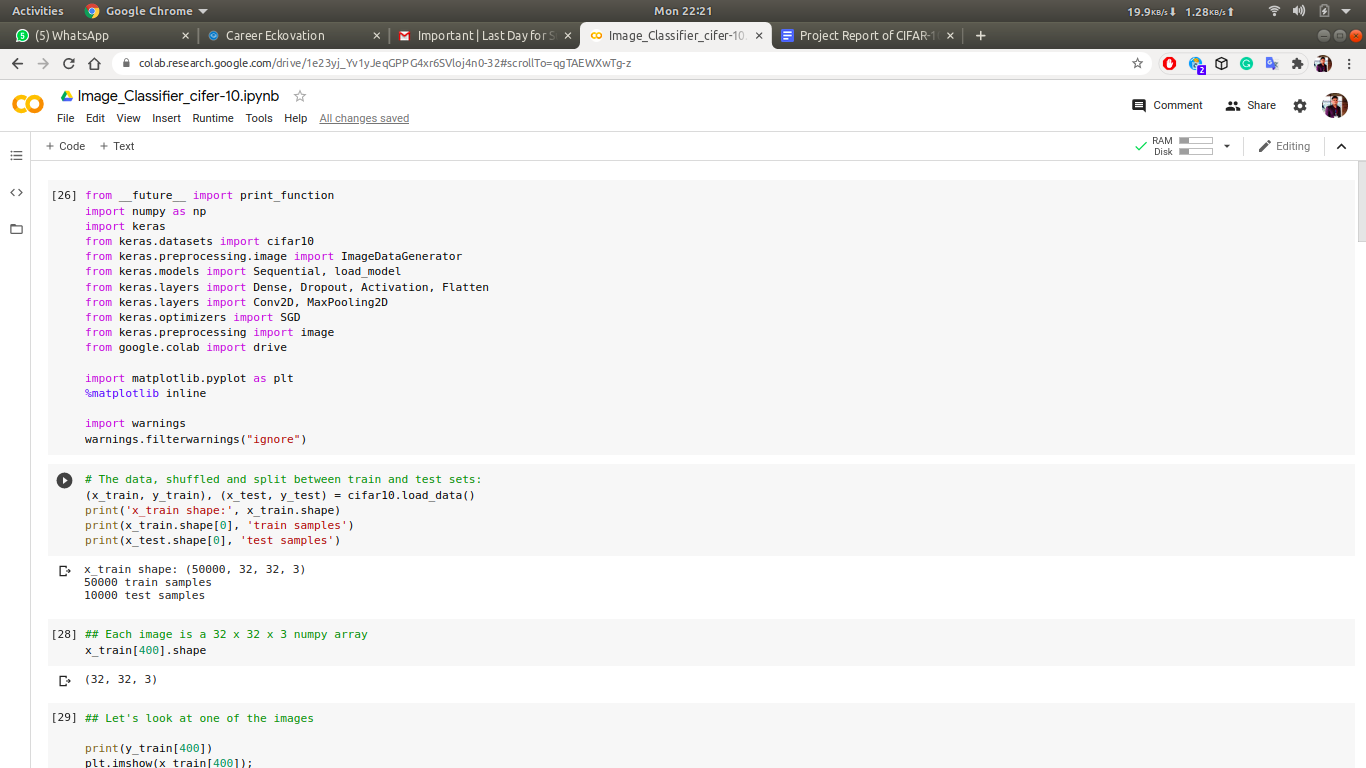 Activities Google Chrome Mon 22:21 19.9KB/s 1.28KB/s
(5) WhatsApp Career Eckovation Important | Last Day for S Image_Classifier_cifer-10. Project Report of CIFAR-1
colab.research.google.com/drive/1e23yj_Yv1yJeqGPPG4xr6SVloj4n0-32#scrollTo=qgTAEWXwTg-z 2
Image_Classifier_cifer-10.ipynb
Comment Share
File Edit View Insert Runtime Tools Help All changes saved
+ Code + Text RAM Disk Editing
[26] from __future__ import print_function
import numpy as np
import keras
from keras.datasets import cifar10
from keras.preprocessing.image import ImageDataGenerator
from keras.models import Sequential, load_model
from keras.layers import Dense, Dropout, Activation, Flatten
from keras.layers import Conv2D, MaxPooling2D
from keras.optimizers import SGD
from keras.preprocessing import image
from google.colab import drive
import matplotlib.pyplot as plt
%matplotlib inline
import warnings
warnings.filterwarnings("ignore")
# The data, shuffled and split between train and test sets:
(x_train, y_train), (x_test, y_test) = cifar10.load_data()
print('x_train shape:', x_train.shape)
print(x_train.shape[0], 'train samples')
print(x_test.shape[0], 'test samples')
x_train shape: (50000, 32, 32, 3)
50000 train samples
10000 test samples
[28] ## Each image is a 32 x 32 x 3 numpy array
x_train[400].shape
(32, 32, 3)
[29] ## Let's look at one of the images
print(y_train[400])
plt.imshow(x_train[400]);